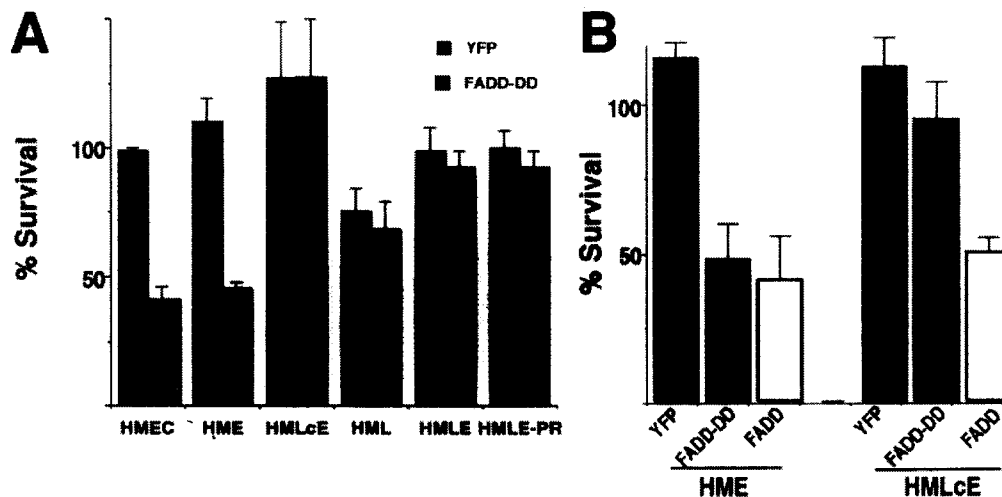 A
YFP
FADD-DD
% Survival
100
50
HMEC HME HMLcE HML HMLE HMLE-PR
B
% Survival
100
50
YFP FADD-DD FADD YFP FADD-DD FADD
HME HMLcE